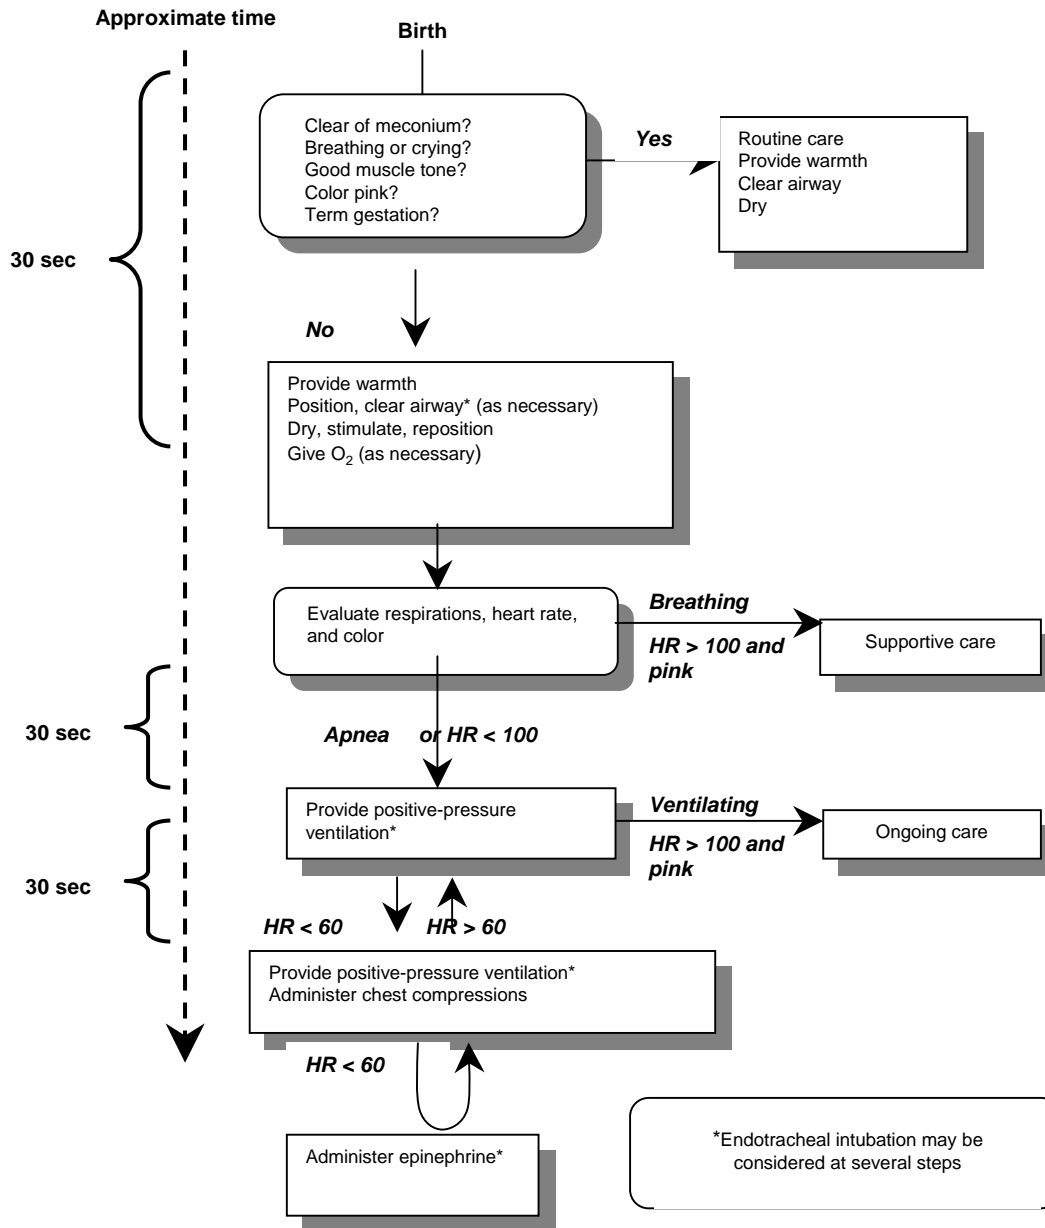 Approximate time
Birth
Clear of meconium?
Breathing or crying?
Good muscle tone?
Color pink?
Term gestation?
Yes
Routine care
Provide warmth
Clear airway
Dry
30 sec
No
Provide warmth
Position, clear airway* (as necessary)
Dry, stimulate, reposition
Give O₂ (as necessary)
Evaluate respirations, heart rate,
and color
Breathing
HR > 100 and
pink
Supportive care
30 sec
Apnea or HR < 100
Provide positive-pressure
ventilation*
Ventilating
HR > 100 and
pink
Ongoing care
30 sec
HR < 60 HR > 60
Provide positive-pressure ventilation*
Administer chest compressions
HR < 60
Administer epinephrine*
*Endotracheal intubation may be
considered at several steps